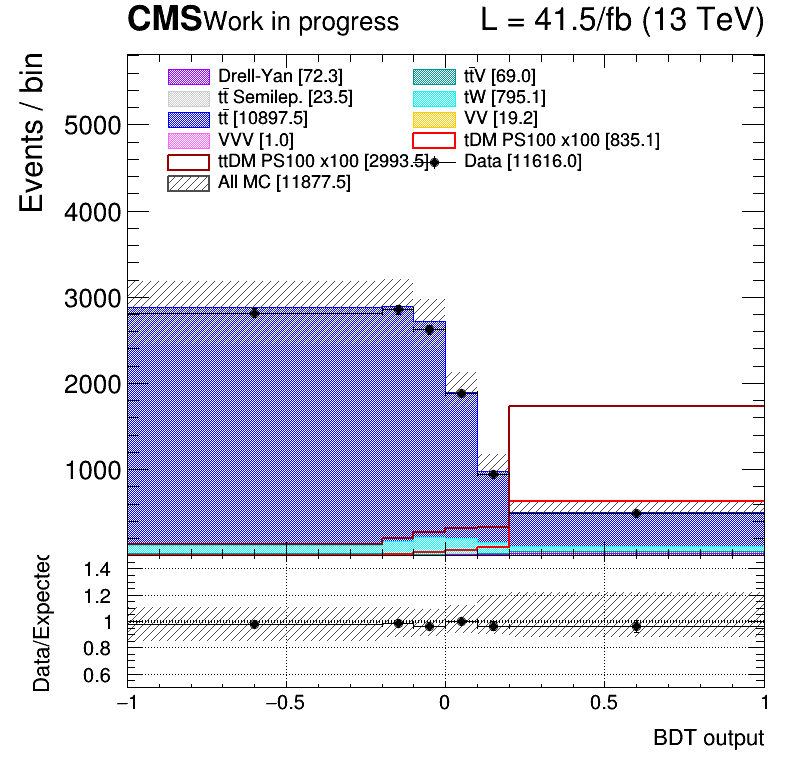 CMS Work in progress L = 41.5/fb (13 TeV)
Events / bin
Drell-Yan [72.3] tt̄V [69.0]
tt̄ Semilep. [23.5] tW [795.1]
tt̄ [10897.5] VV [19.2]
VVV [1.0] tDM PS100 x100 [835.1]
ttDM PS100 x100 [2993.5] Data [11616.0]
All MC [11877.5]
5000
4000
3000
2000
1000
Data/Expected
1.4
1.2
1
0.8
0.6
−1 −0.5 0 0.5 1
BDT output